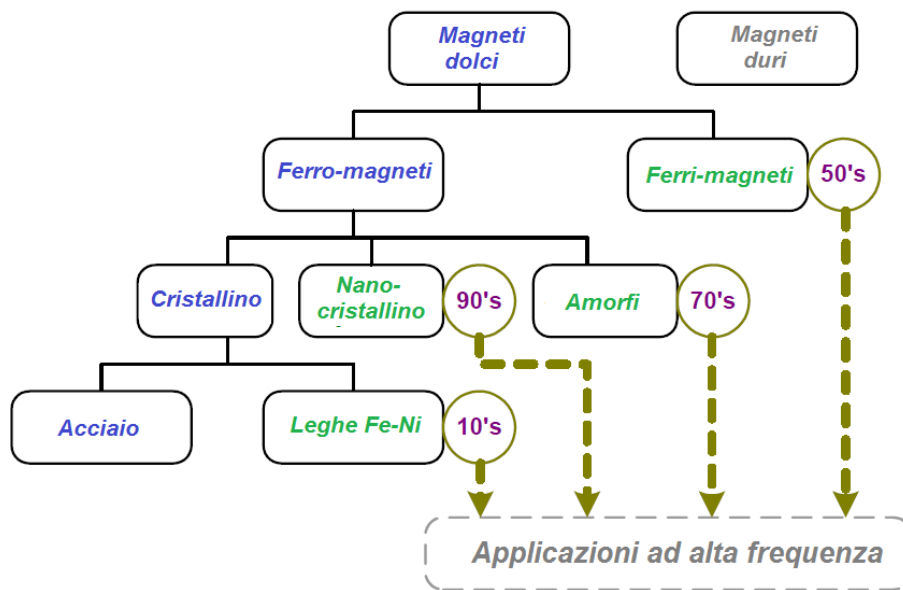 Magneti
dolci
Magneti
duri
Ferro-magneti
Ferri-magneti
50's
Cristallino
Nano-
cristallino
90's
Amorfi
70's
Acciaio
Leghe Fe-Ni
10's
Applicazioni ad alta frequenza